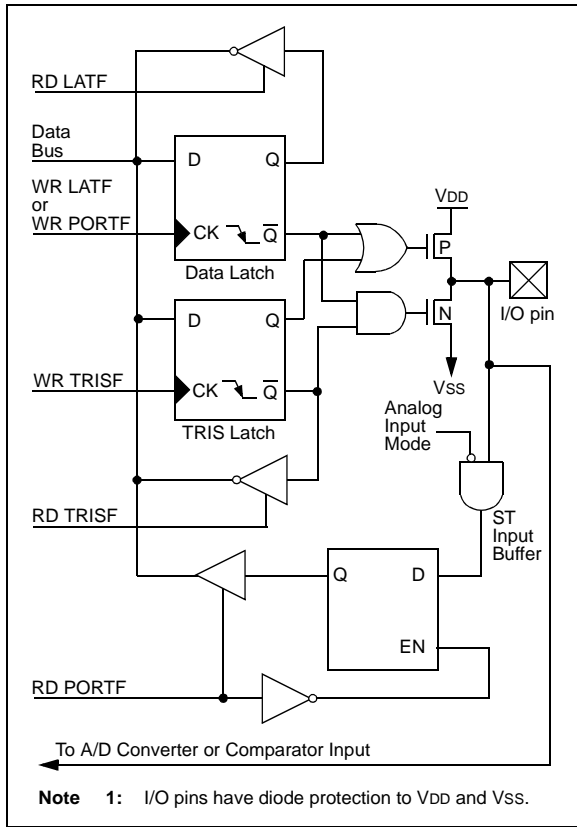 RD LATF
Data
Bus
D Q
WR LATF
or
WR PORTF
CK Q
Data Latch
VDD
P
I/O pin
N
VSS
D Q
WR TRISF
CK Q
TRIS Latch
Analog
Input
Mode
RD TRISF
ST
Input
Buffer
Q D
EN
RD PORTF
To A/D Converter or Comparator Input
Note 1: I/O pins have diode protection to VDD and VSS.